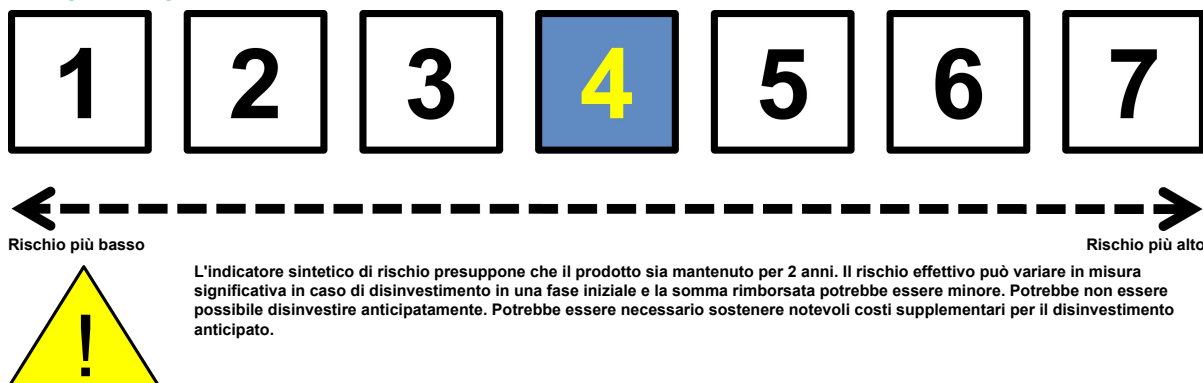 1 2 3 4 5 6 7
Rischio più basso Rischio più alto
L'indicatore sintetico di rischio presuppone che il prodotto sia mantenuto per 2 anni. Il rischio effettivo può variare in misura
significativa in caso di disinvestimento in una fase iniziale e la somma rimborsata potrebbe essere minore. Potrebbe non essere
possibile disinvestire anticipatamente. Potrebbe essere necessario sostenere notevoli costi supplementari per il disinvestimento
anticipato.
!